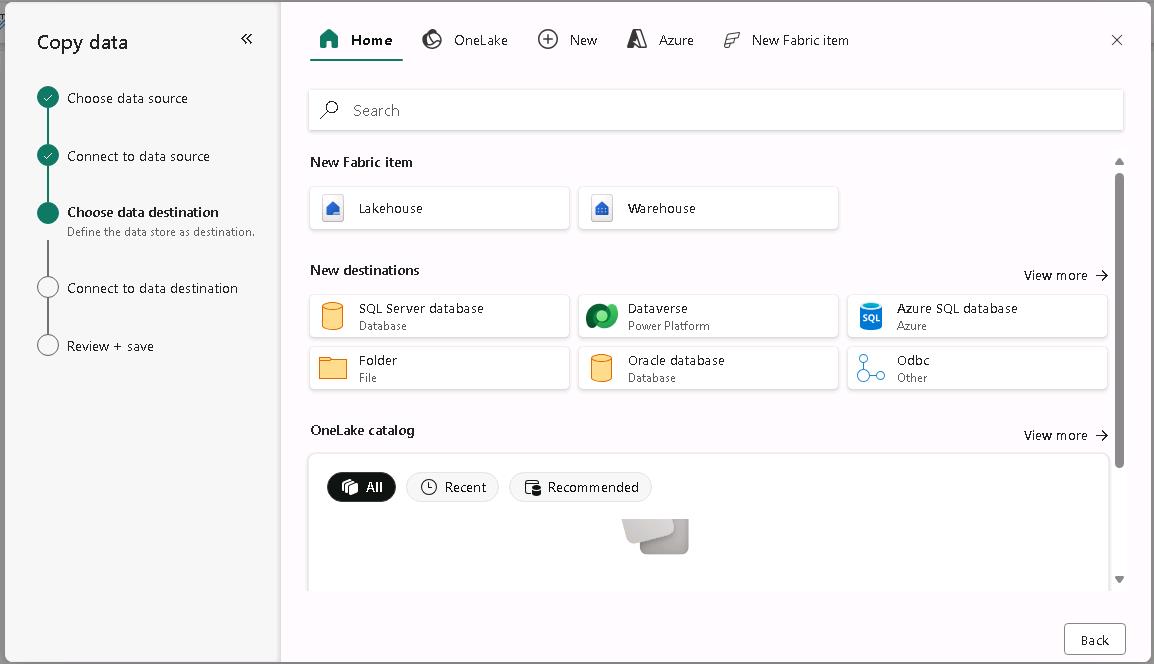 Copy data
Choose data source
Connect to data source
Choose data destination
Define the data store as destination.
Connect to data destination
Review + save
Home
OneLake
New
Azure
New Fabric item
Search
New Fabric item
Lakehouse
Warehouse
New destinations
View more
SQL Server database
Database
Dataverse
Power Platform
SQL
Azure SQL database
Azure
Folder
File
Oracle database
Database
Odbc
Other
OneLake catalog
View more
All
Recent
Recommended
Back